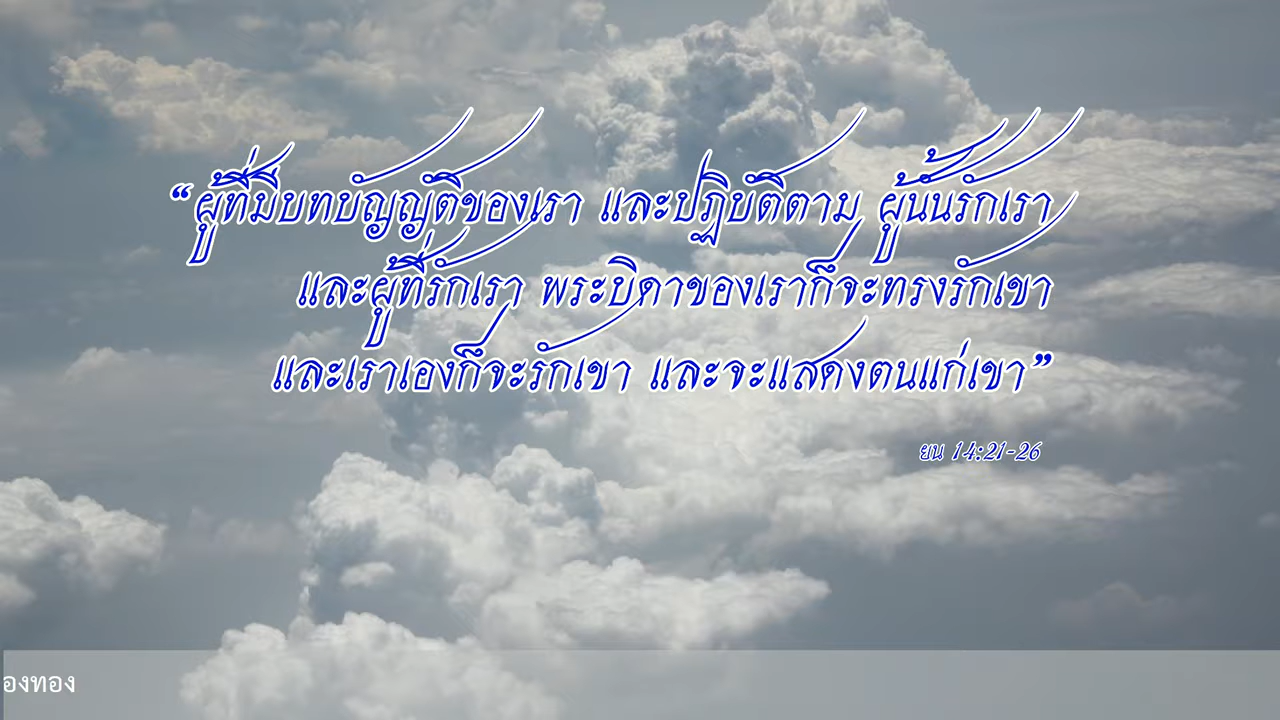 “ผู้ที่มีบทบัญญัติของเรา และปฏิบัติตาม ผู้นั้นรักเรา
และผู้ที่รักเรา พระบิดาของเราก็จะทรงรักเขา
และเราเองก็จะรักเขา และจะแสดงตนแก่เขา”
ยน 14:21-26
องทอง